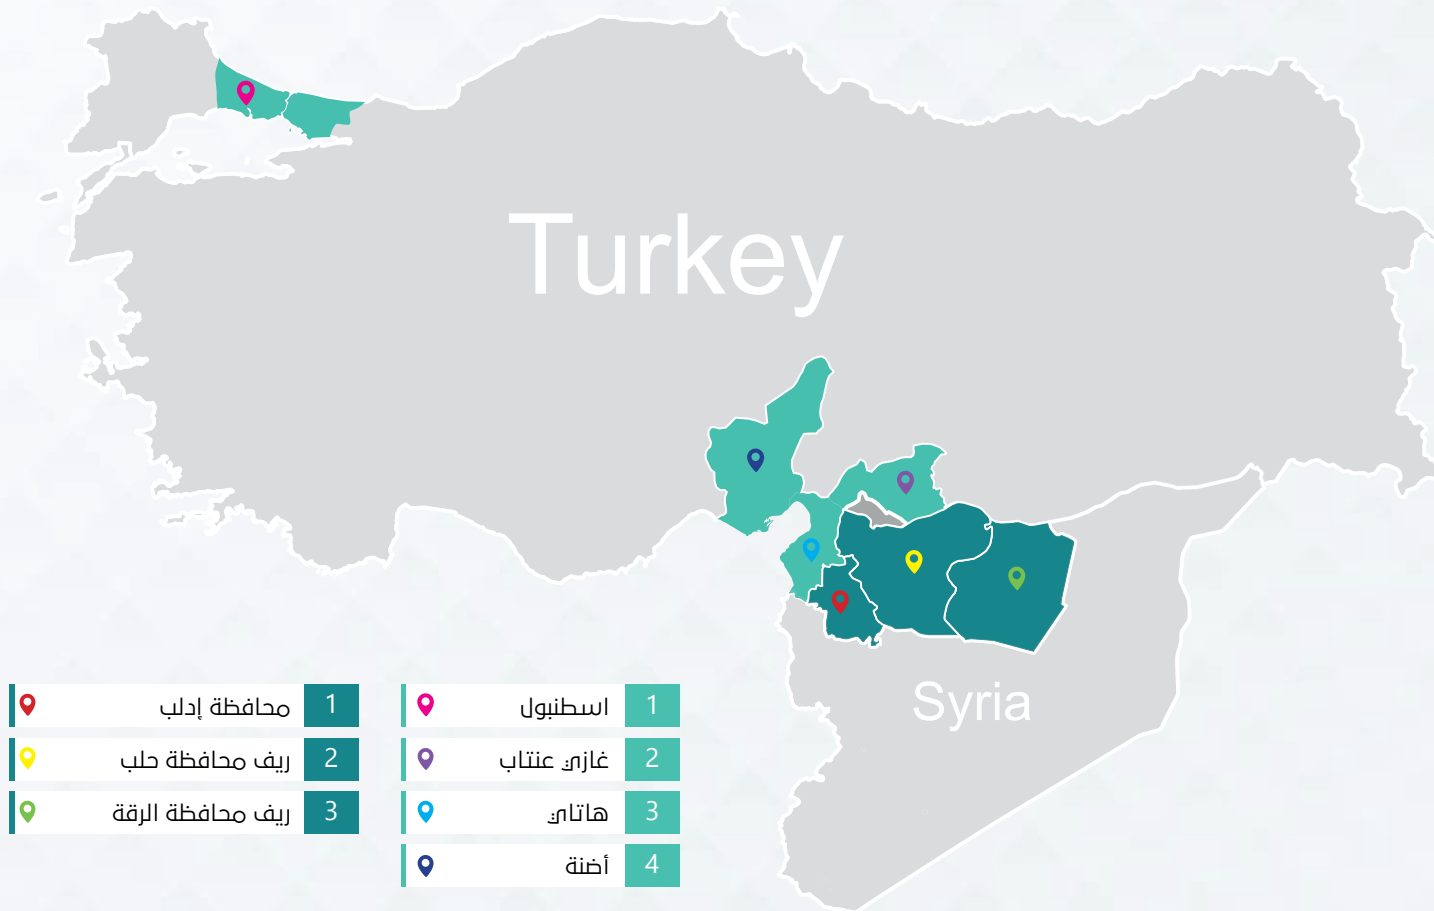 Turkey
Syria
1 اسطنبول
2 غازي عنتاب
3 هاتاي
4 أضنة
1 محافظة إدلب
2 ريف محافظة حلب
3 ريف محافظة الرقة